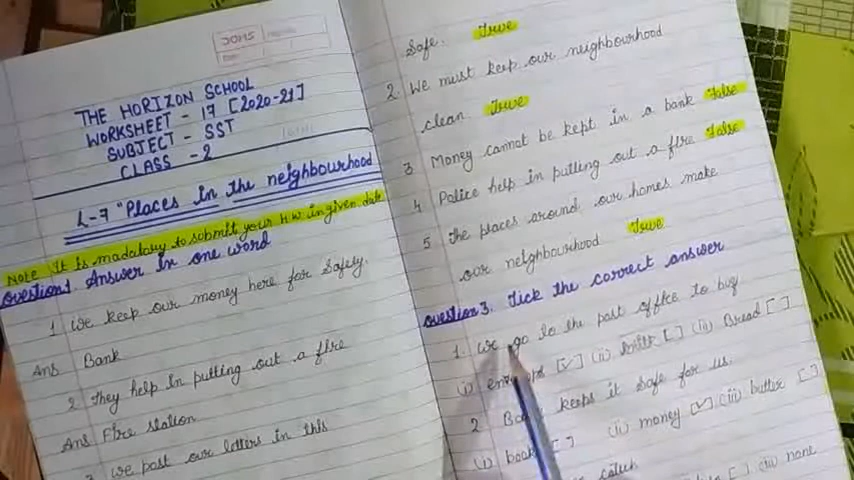 THE HORIZON SCHOOL
WORKSHEET - 17 [2020-21]
SUBJECT - SST
CLASS - 2
L-7 "Places in the neighbourhood
Note It is madatory to submit your H.W in given date
Question1 Answer in one word
1 We keep our money here for safety.
Ans Bank
2 They help in putting out a fire
Ans Fire station
we post our letters in this
safe. True
2. We must keep our neighbourhood
clean True
3 Money cannot be kept in a bank False
4 Police help in putting out a fire False
5 The places around our homes make
our neighbourhood True
Question 3. Tick the correct answer
1. We go to the post office to buy
(i) [✓] (ii) [ ] (ii) Bread [ ]
2 keeps it safe for us.
(i) book [ ] (ii) money [✓] (iii) butter [ ]
catch
[ ] (iii) none